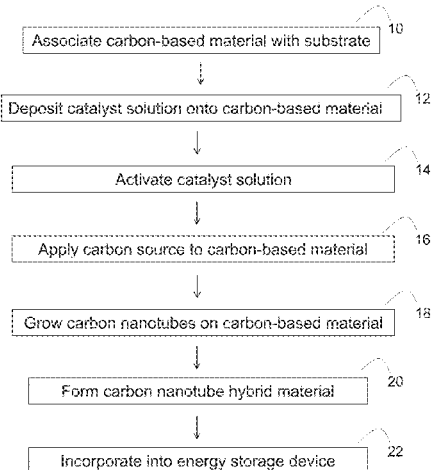 10
Associate carbon-based material with substrate
12
Deposit catalyst solution onto carbon-based material
14
Activate catalyst solution
16
Apply carbon source to carbon-based material
18
Grow carbon nanotubes on carbon-based material
20
Form carbon nanotube hybrid material
22
Incorporate into energy storage device